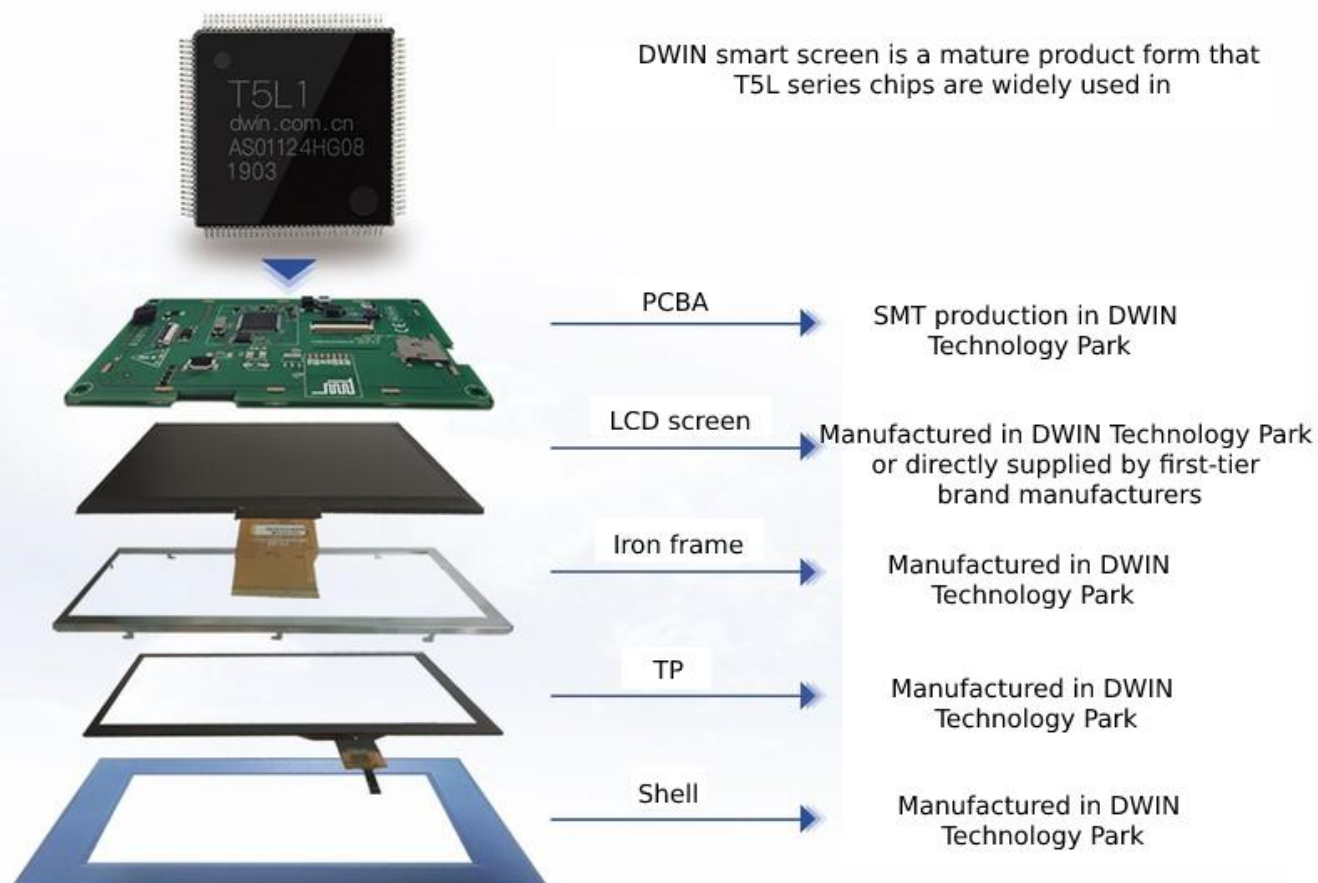 DWIN smart screen is a mature product form that
T5L series chips are widely used in
T5L1
dwin.com.cn
AS01124HG08
1903
PCBA
SMT production in DWIN
Technology Park
LCD screen
Manufactured in DWIN Technology Park
or directly supplied by first-tier
brand manufacturers
Iron frame
Manufactured in DWIN
Technology Park
TP
Manufactured in DWIN
Technology Park
Shell
Manufactured in DWIN
Technology Park